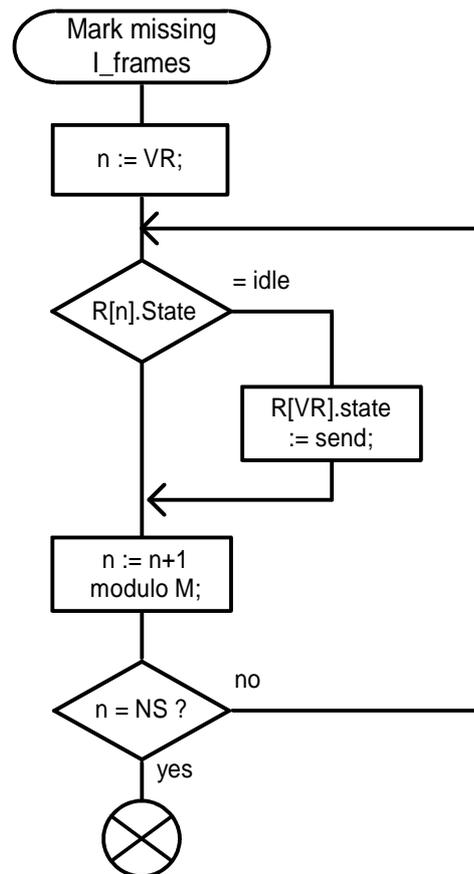 Mark missing
I_frames
n := VR;
= idle
R[n].State
R[VR].state
:= send;
n := n+1
modulo M;
no
n = NS ?
yes